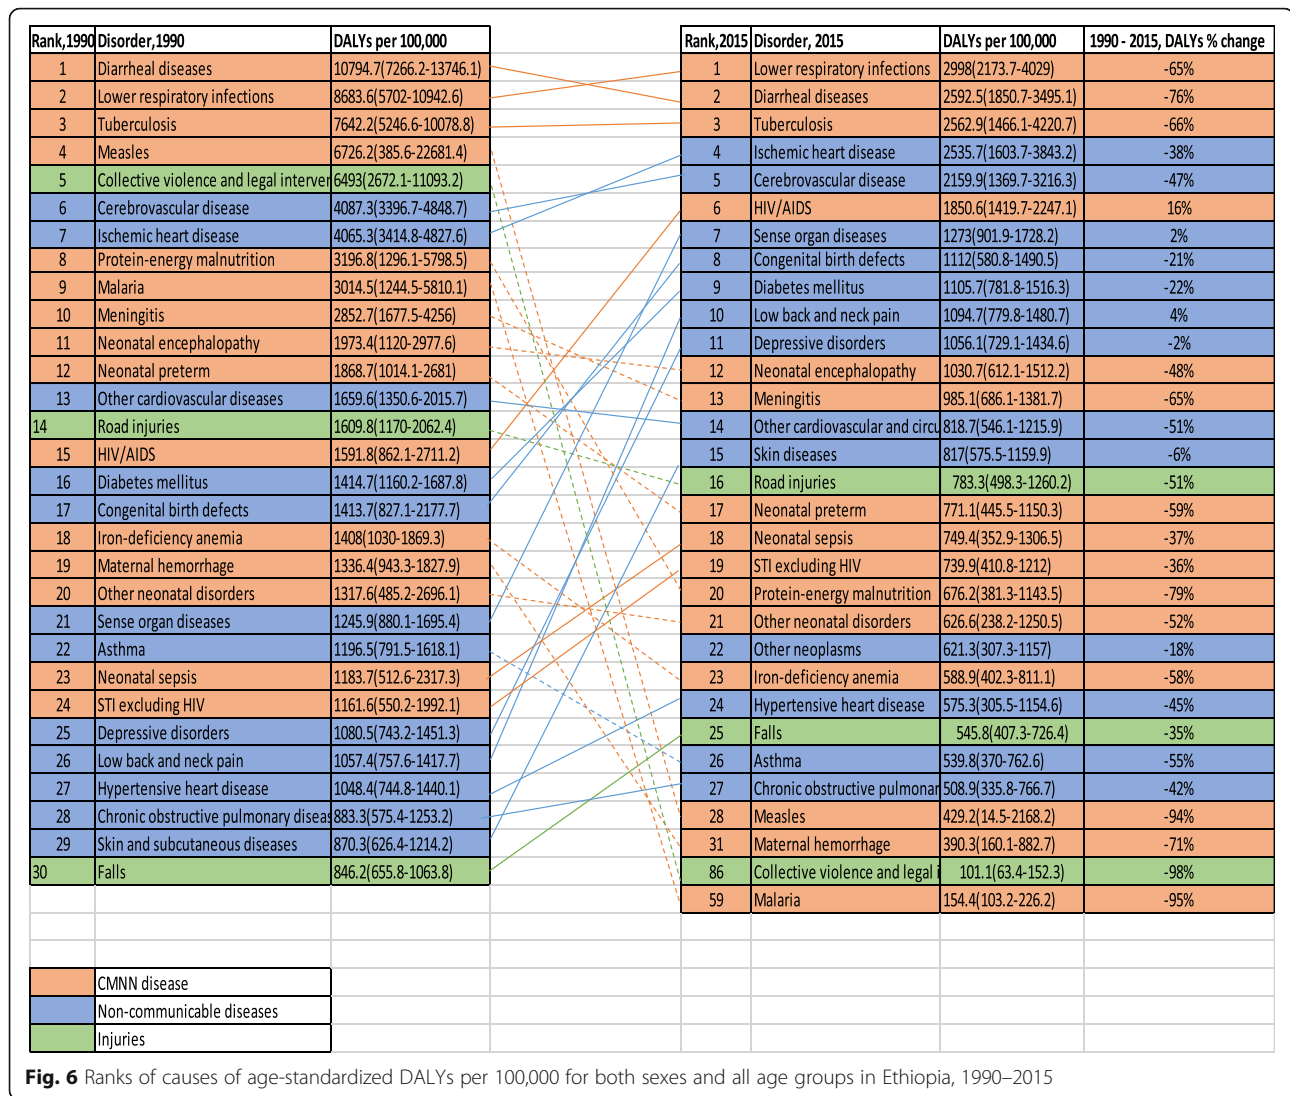 Rank,1990 Disorder,1990 DALYs per 100,000 Rank,2015 Disorder, 2015 DALYs per 100,000 1990 - 2015, DALYs % change
1 Diarrheal diseases 10794.7(7266.2-13746.1) 1 Lower respiratory infections 2998(2173.7-4029) -65%
2 Lower respiratory infections 8683.6(5702-10942.6) 2 Diarrheal diseases 2592.5(1850.7-3495.1) -76%
3 Tuberculosis 7642.2(5246.6-10078.8) 3 Tuberculosis 2562.9(1466.1-4220.7) -66%
4 Measles 6726.2(385.6-22681.4) 4 Ischemic heart disease 2535.7(1603.7-3843.2) -38%
5 Collective violence and legal interver 6493(2672.1-11093.2) 5 Cerebrovascular disease 2159.9(1369.7-3216.3) -47%
6 Cerebrovascular disease 4087.3(3396.7-4848.7) 6 HIV/AIDS 1850.6(1419.7-2247.1) 16%
7 Ischemic heart disease 4065.3(3414.8-4827.6) 7 Sense organ diseases 1273(901.9-1728.2) 2%
8 Protein-energy malnutrition 3196.8(1296.1-5798.5) 8 Congenital birth defects 1112(580.8-1490.5) -21%
9 Malaria 3014.5(1244.5-5810.1) 9 Diabetes mellitus 1105.7(781.8-1516.3) -22%
10 Meningitis 2852.7(1677.5-4256) 10 Low back and neck pain 1094.7(779.8-1480.7) 4%
11 Neonatal encephalopathy 1973.4(1120-2977.6) 11 Depressive disorders 1056.1(729.1-1434.6) -2%
12 Neonatal preterm 1868.7(1014.1-2681) 12 Neonatal encephalopathy 1030.7(612.1-1512.2) -48%
13 Other cardiovascular diseases 1659.6(1350.6-2015.7) 13 Meningitis 985.1(686.1-1381.7) -65%
14 Road injuries 1609.8(1170-2062.4) 14 Other cardiovascular and circu 818.7(546.1-1215.9) -51%
15 HIV/AIDS 1591.8(862.1-2711.2) 15 Skin diseases 817(575.5-1159.9) -6%
16 Diabetes mellitus 1414.7(1160.2-1687.8) 16 Road injuries 783.3(498.3-1260.2) -51%
17 Congenital birth defects 1413.7(827.1-2177.7) 17 Neonatal preterm 771.1(445.5-1150.3) -59%
18 Iron-deficiency anemia 1408(1030-1869.3) 18 Neonatal sepsis 749.4(352.9-1306.5) -37%
19 Maternal hemorrhage 1336.4(943.3-1827.9) 19 STI excluding HIV 739.9(410.8-1212) -36%
20 Other neonatal disorders 1317.6(485.2-2696.1) 20 Protein-energy malnutrition 676.2(381.3-1143.5) -79%
21 Sense organ diseases 1245.9(880.1-1695.4) 21 Other neonatal disorders 626.6(238.2-1250.5) -52%
22 Asthma 1196.5(791.5-1618.1) 22 Other neoplasms 621.3(307.3-1157) -18%
23 Neonatal sepsis 1183.7(512.6-2317.3) 23 Iron-deficiency anemia 588.9(402.3-811.1) -58%
24 STI excluding HIV 1161.6(550.2-1992.1) 24 Hypertensive heart disease 575.3(305.5-1154.6) -45%
25 Depressive disorders 1080.5(743.2-1451.3) 25 Falls 545.8(407.3-726.4) -35%
26 Low back and neck pain 1057.4(757.6-1417.7) 26 Asthma 539.8(370-762.6) -55%
27 Hypertensive heart disease 1048.4(744.8-1440.1) 27 Chronic obstructive pulmonar 508.9(335.8-766.7) -42%
28 Chronic obstructive pulmonary diseas 883.3(575.4-1253.2) 28 Measles 429.2(14.5-2168.2) -94%
29 Skin and subcutaneous diseases 870.3(626.4-1214.2) 31 Maternal hemorrhage 390.3(160.1-882.7) -71%
30 Falls 846.2(655.8-1063.8) 86 Collective violence and legal i 101.1(63.4-152.3) -98%
59 Malaria 154.4(103.2-226.2) -95%
CMNN disease
Non-communicable diseases
Injuries
Fig. 6 Ranks of causes of age-standardized DALYs per 100,000 for both sexes and all age groups in Ethiopia, 1990–2015